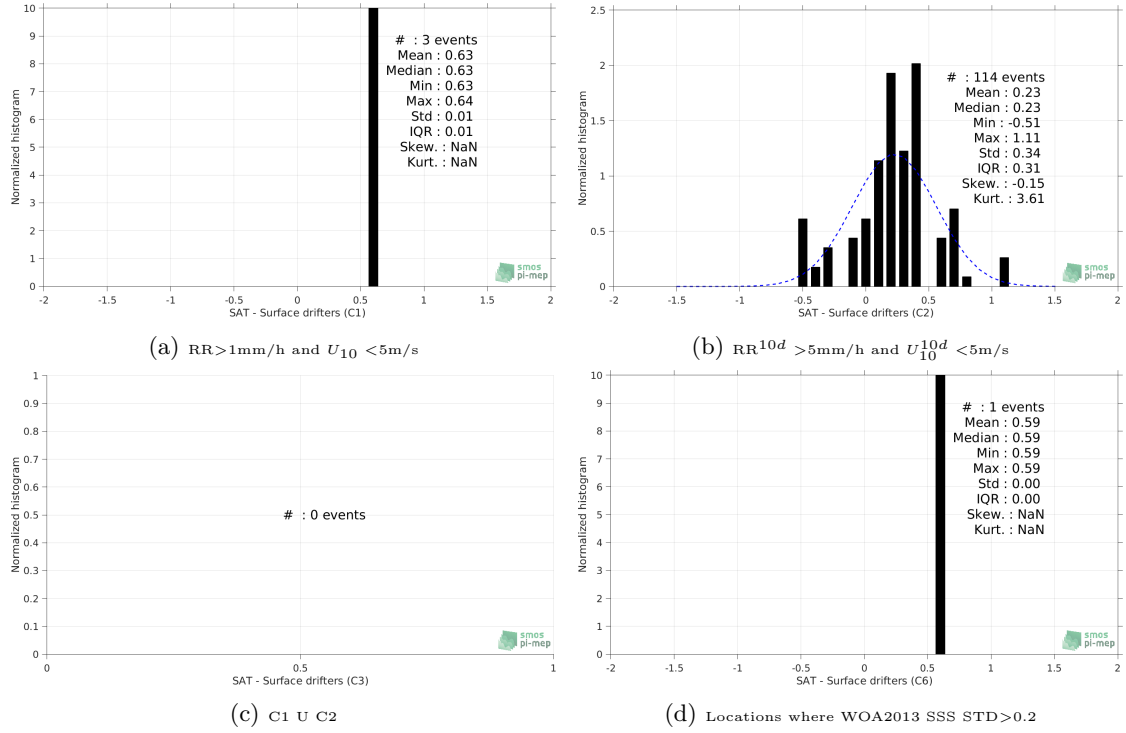 10
9
8
7
6
5
4
3
2
1
0
Normalized histogram
# : 3 events
Mean : 0.63
Median : 0.63
Min : 0.63
Max : 0.64
Std : 0.01
IQR : 0.01
Skew. : NaN
Kurt. : NaN
smos
pi-mep
-2 -1 0 1 2
SAT - Surface drifters (C1)
(a) RR>1mm/h and U10 <5m/s
2.5
2
1.5
1
0.5
0
Normalized histogram
# : 114 events
Mean : 0.23
Median : 0.23
Min : -0.51
Max : 1.11
Std : 0.34
IQR : 0.31
Skew. : -0.15
Kurt. : 3.61
smos
pi-mep
-2 -1.5 -1 -0.5 0 0.5 1 1.5 2
SAT - Surface drifters (C2)
(b) RR^10d >5mm/h and U10^10d <5m/s
1
0.9
0.8
0.7
0.6
0.5
0.4
0.3
0.2
0.1
0
Normalized histogram
# : 0 events
smos
pi-mep
0 0.5 1
SAT - Surface drifters (C3)
(c) C1 U C2
10
9
8
7
6
5
4
3
2
1
0
Normalized histogram
# : 1 events
Mean : 0.59
Median : 0.59
Min : 0.59
Max : 0.59
Std : 0.00
IQR : 0.00
Skew. : NaN
Kurt. : NaN
smos
pi-mep
-2 -1.5 -1 -0.5 0 0.5 1 1.5 2
SAT - Surface drifters (C6)
(d) Locations where WOA2013 SSS STD>0.2